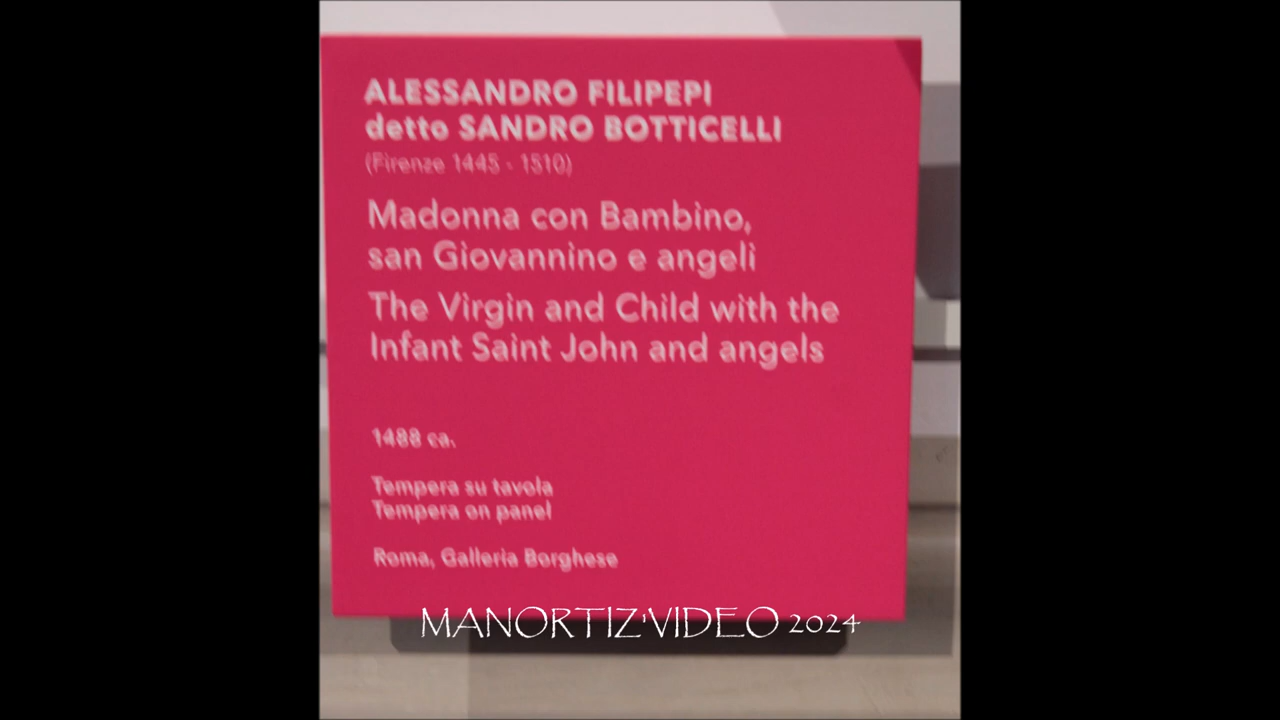 ALESSANDRO FILIPEPI
detto SANDRO BOTTICELLI
(Firenze 1445 - 1510)
Madonna con Bambino,
san Giovannino e angeli
The Virgin and Child with the
Infant Saint John and angels
1488 ca.
Tempera su tavola
Tempera on panel
Roma, Galleria Borghese
MANORTIZ'VIDEO 2024